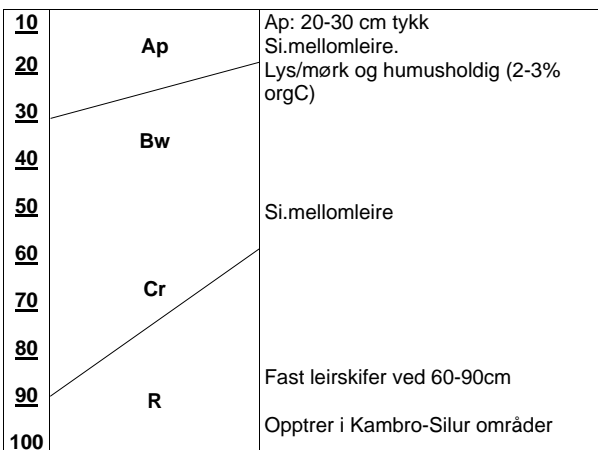 10
20
30
40
50
60
70
80
90
100
Ap
Bw
Cr
R
Ap: 20-30 cm tykk
Si.mellomleire.
Lys/mørk og humusholdig (2-3%
orgC)
Si.mellomleire
Fast leirskifer ved 60-90cm
Opptrer i Kambro-Silur områder